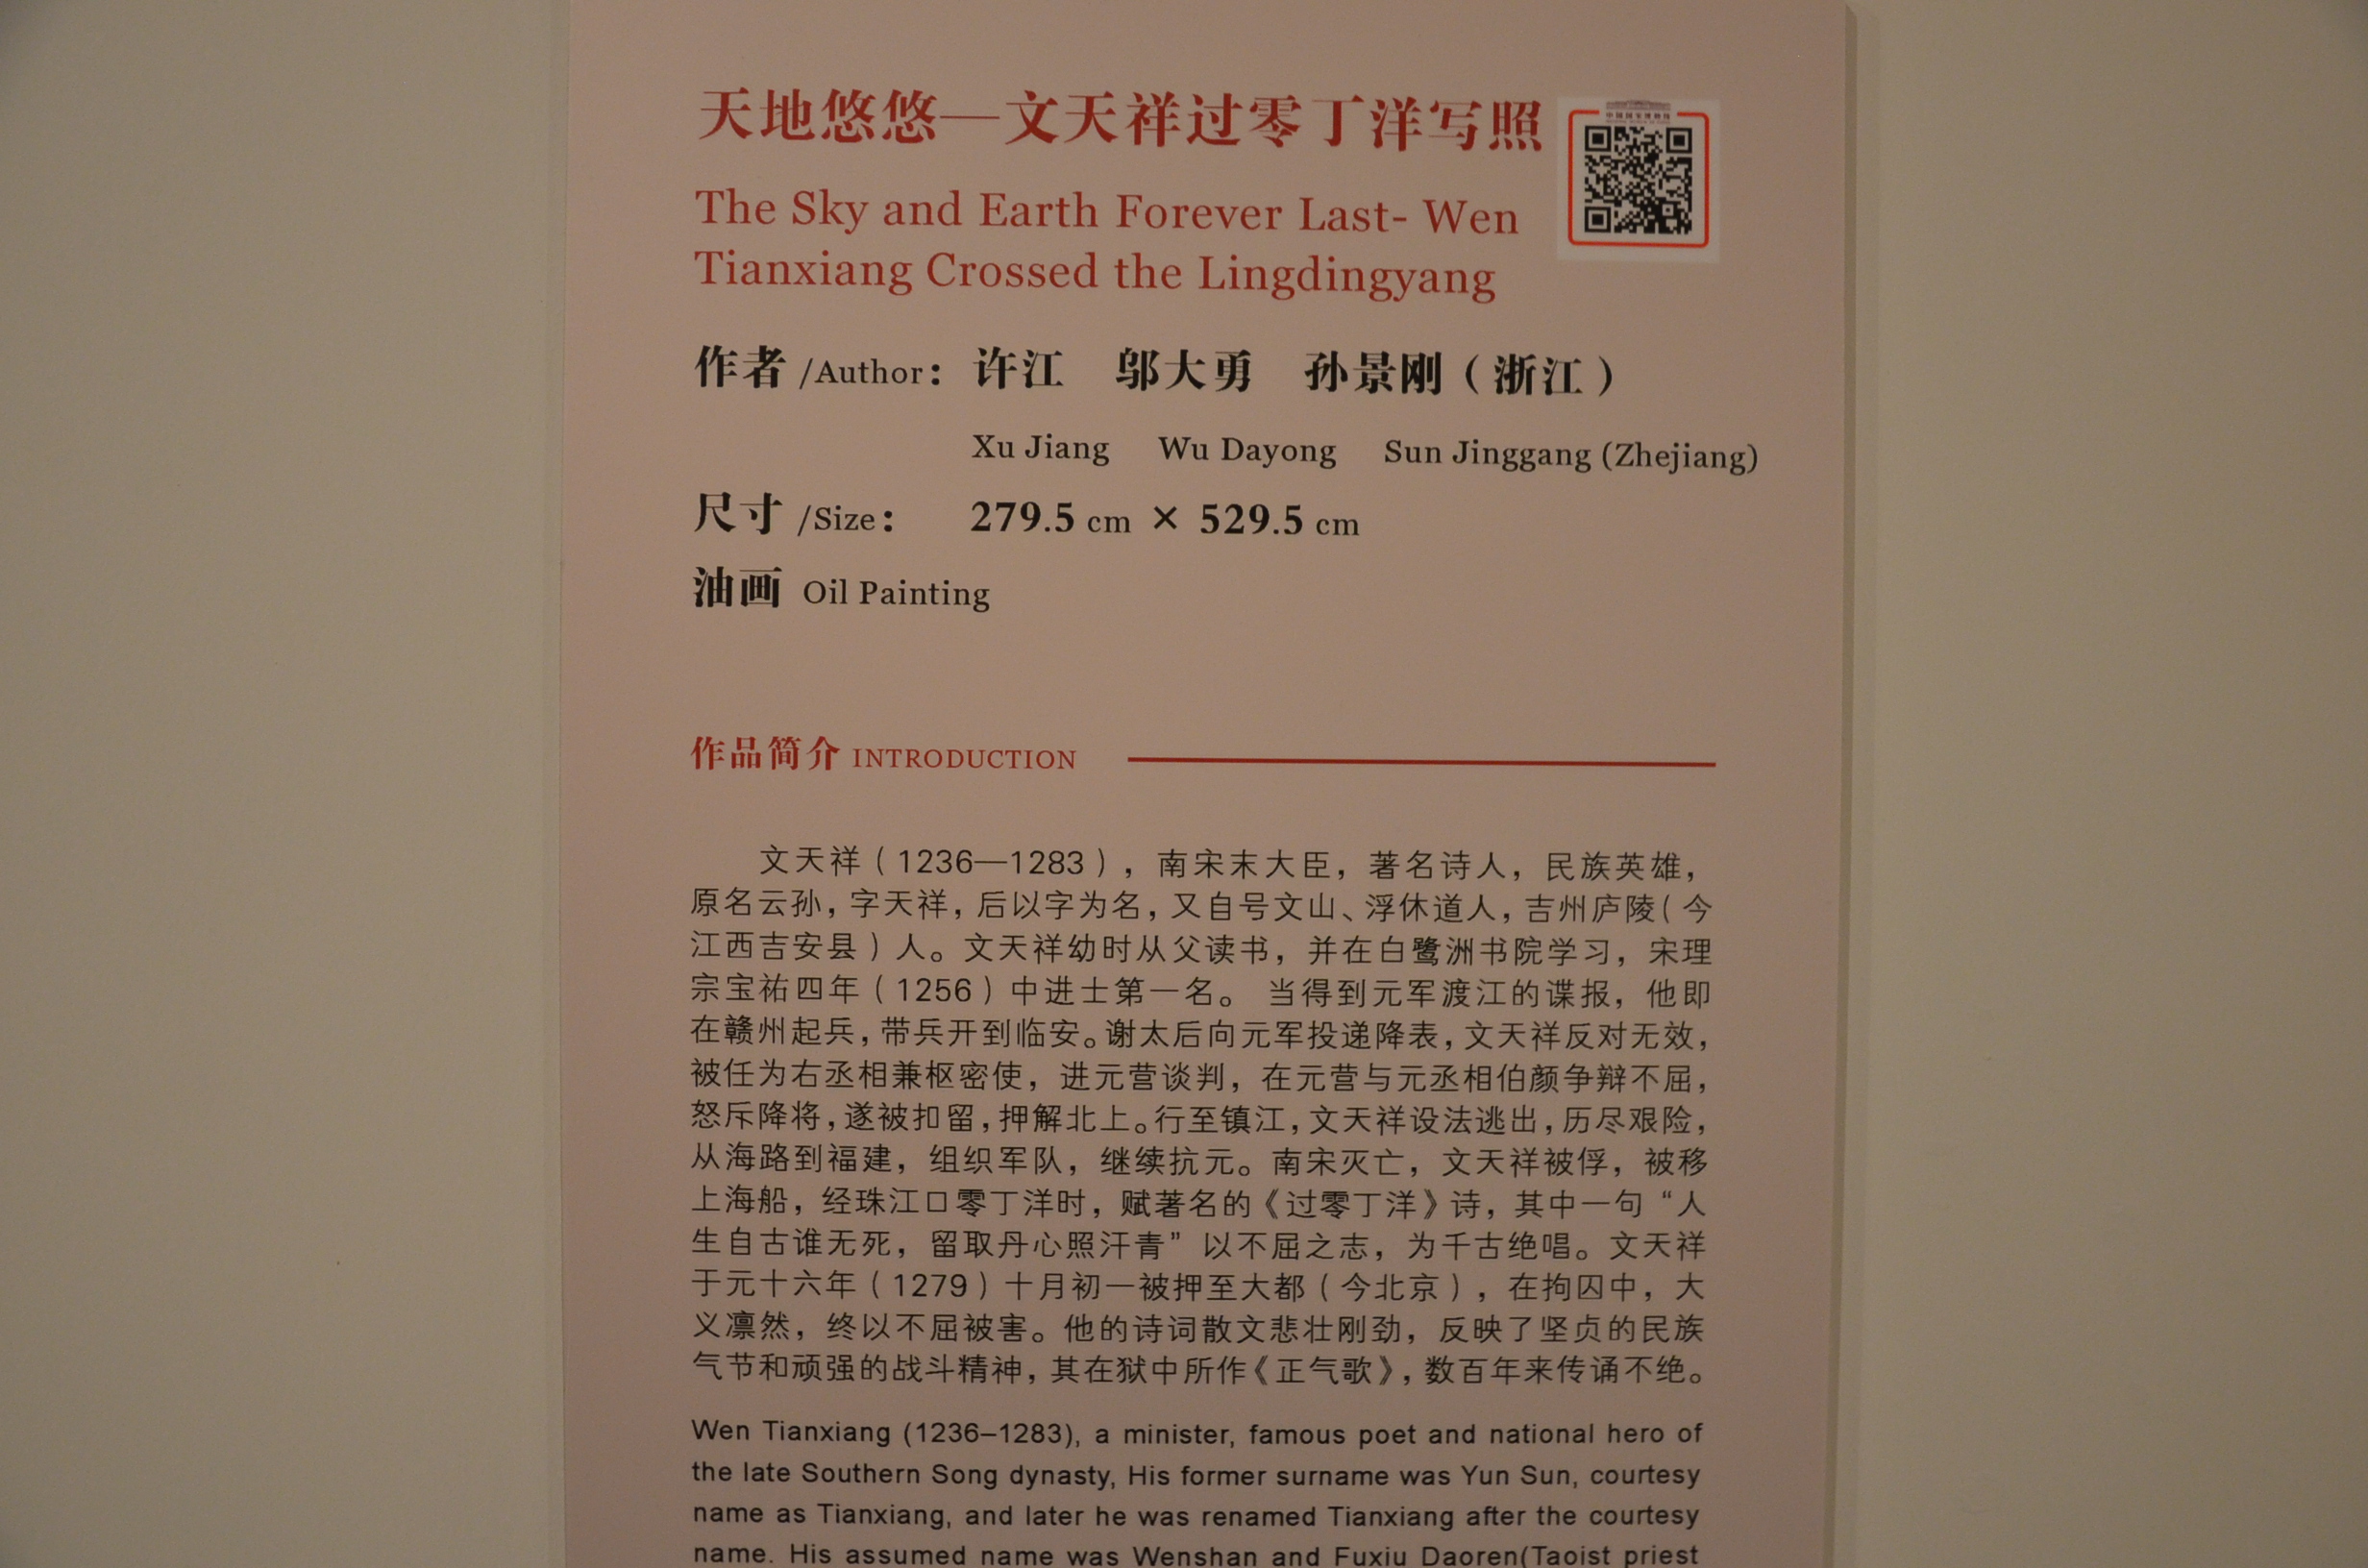 天地悠悠—文天祥过零丁洋写照
The Sky and Earth Forever Last- Wen
Tianxiang Crossed the Lingdingyang
作者 /Author： 许江 邬大勇 孙景刚（浙江）
Xu Jiang Wu Dayong Sun Jinggang (Zhejiang)
尺寸 /Size： 279.5 cm × 529.5 cm
油画 Oil Painting
作品简介 INTRODUCTION
文天祥（1236—1283），南宋末大臣，著名诗人，民族英雄，
原名云孙，字天祥，后以字为名，又自号文山、浮休道人，吉州庐陵（今
江西吉安县）人。文天祥幼时从父读书，并在白鹭洲书院学习，宋理
宗宝祐四年（1256）中进士第一名。 当得到元军渡江的谍报，他即
在赣州起兵，带兵开到临安。谢太后向元军投递降表，文天祥反对无效，
被任为右丞相兼枢密使，进元营谈判，在元营与元丞相伯颜争辩不屈，
怒斥降将，遂被扣留，押解北上。行至镇江，文天祥设法逃出，历尽艰险，
从海路到福建，组织军队，继续抗元。南宋灭亡，文天祥被俘，被移
上海船，经珠江口零丁洋时，赋著名的《过零丁洋》诗，其中一句“人
生自古谁无死，留取丹心照汗青”以不屈之志，为千古绝唱。文天祥
于元十六年（1279）十月初一被押至大都（今北京），在拘囚中，大
义凛然，终以不屈被害。他的诗词散文悲壮刚劲，反映了坚贞的民族
气节和顽强的战斗精神，其在狱中所作《正气歌》，数百年来传诵不绝。
Wen Tianxiang (1236–1283), a minister, famous poet and national hero of
the late Southern Song dynasty, His former surname was Yun Sun, courtesy
name as Tianxiang, and later he was renamed Tianxiang after the courtesy
name. His assumed name was Wenshan and Fuxiu Daoren(Taoist priest